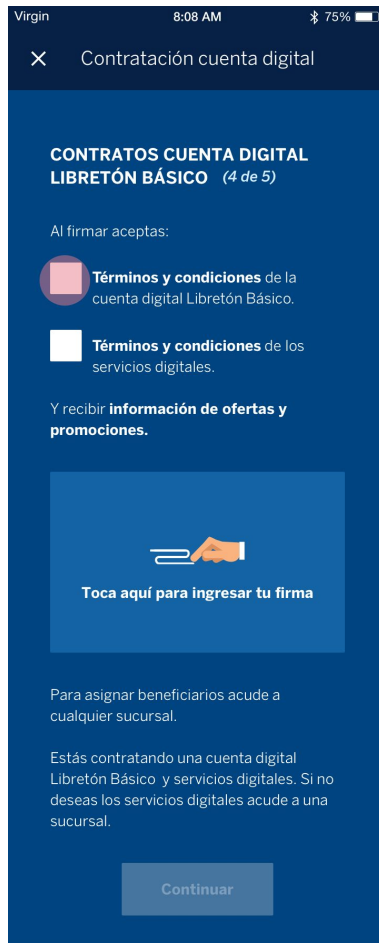 Virgin 8:08 AM 75%
Contratación cuenta digital
CONTRATOS CUENTA DIGITAL
LIBRETÓN BÁSICO (4 de 5)
Al firmar aceptas:
Términos y condiciones de la
cuenta digital Libretón Básico.
Términos y condiciones de los
servicios digitales.
Y recibir información de ofertas y
promociones.
Toca aquí para ingresar tu firma
Para asignar beneficiarios acude a
cualquier sucursal.
Estás contratando una cuenta digital
Libretón Básico y servicios digitales. Si no
deseas los servicios digitales acude a una
sucursal.
Continuar